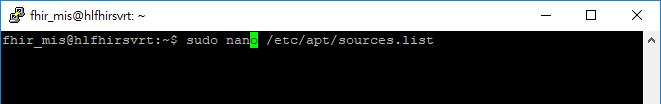 fhir_mis@hlfhirsvrt: ~
fhir_mis@hlfhirsvrt:~$ sudo nano /etc/apt/sources.list